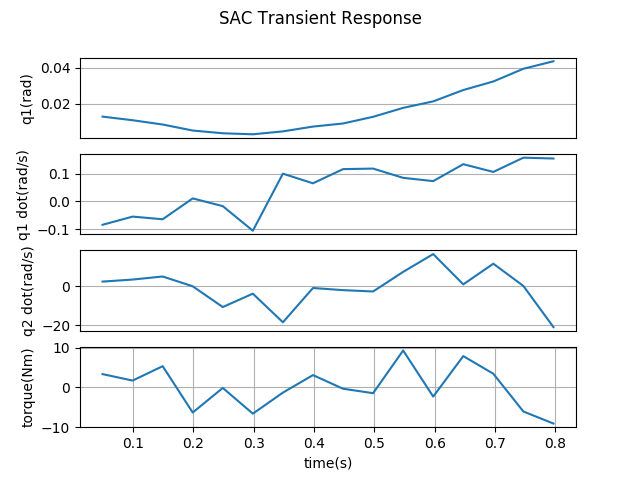 SAC Transient Response
q1(rad)
0.04
0.02
q1 dot(rad/s)
0.1
0.0
−0.1
q2 dot(rad/s)
0
−20
torque(Nm)
10
0
−10
0.1 0.2 0.3 0.4 0.5 0.6 0.7 0.8
time(s)